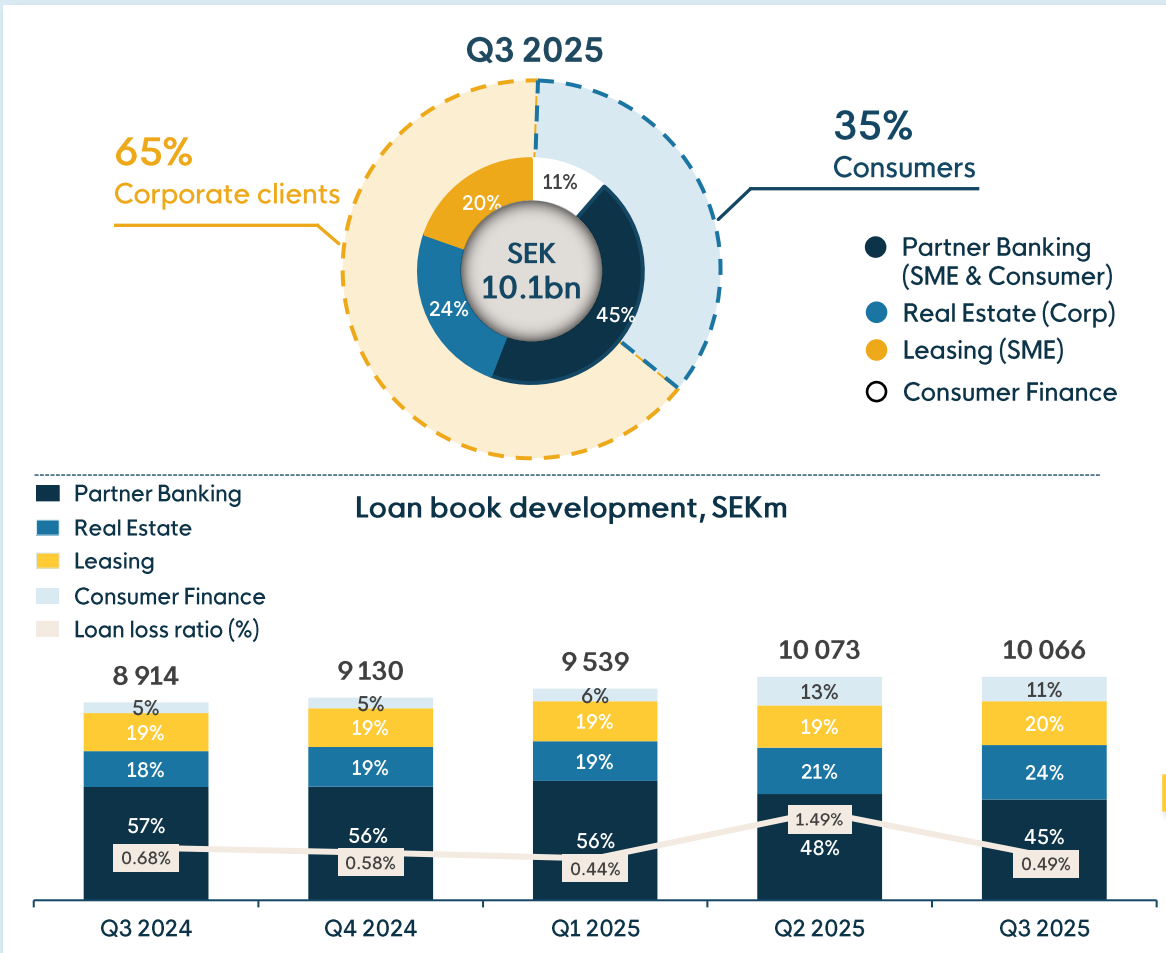 Q3 2025
65%
Corporate clients
35%
Consumers
11%
20%
24%
45%
SEK
10.1bn
Partner Banking
(SME & Consumer)
Real Estate (Corp)
Leasing (SME)
Consumer Finance
Partner Banking
Real Estate
Leasing
Consumer Finance
Loan loss ratio (%)
Loan book development, SEKm
8 914
9 130
9 539
10 073
10 066
5%
5%
6%
13%
11%
19%
19%
19%
19%
20%
18%
19%
19%
21%
24%
57%
56%
56%
48%
45%
0.68%
0.58%
0.44%
1.49%
0.49%
Q3 2024
Q4 2024
Q1 2025
Q2 2025
Q3 2025